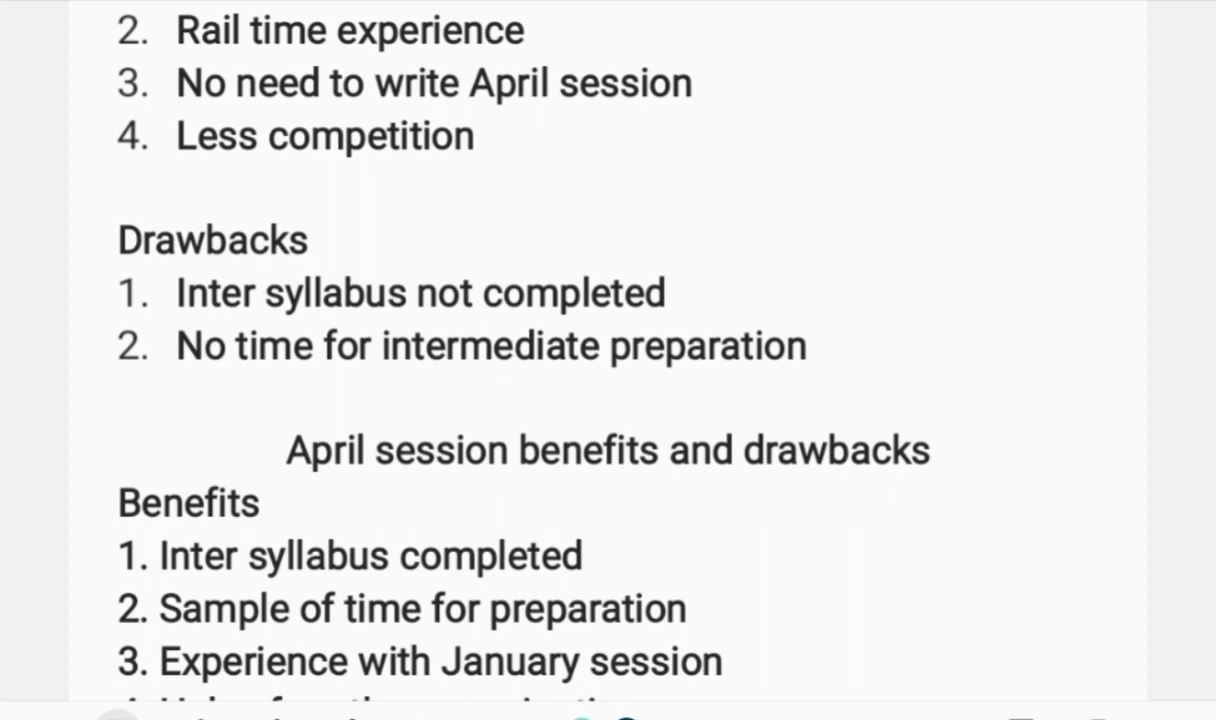 2. Rail time experience
3. No need to write April session
4. Less competition
Drawbacks
1. Inter syllabus not completed
2. No time for intermediate preparation
April session benefits and drawbacks
Benefits
1. Inter syllabus completed
2. Sample of time for preparation
3. Experience with January session